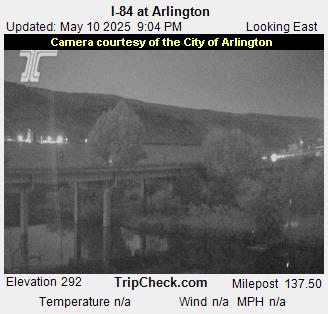 I-84 at Arlington
Updated: May 10 2025 9:04 PM Looking East
Camera courtesy of the City of Arlington
Elevation 292 TripCheck.com Milepost 137.50
Temperature n/a Wind n/a MPH n/a